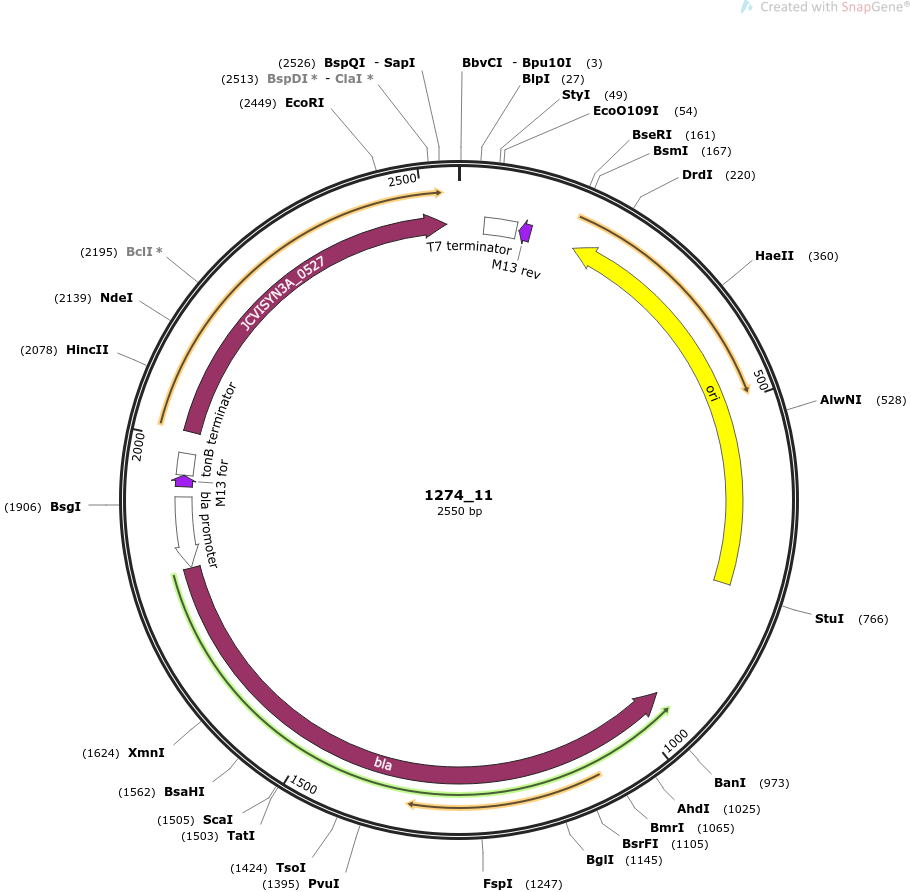 Created with SnapGene®
(2526) BspQI - SapI
(2513) BspDI * - ClaI *
(2449) EcoRI
BbvCI - Bpu10I (3)
BlpI (27)
StyI (49)
EcoO109I (54)
BseRI (161)
BsmI (167)
DrdI (220)
2500
T7 terminator
M13 rev
(2195) BclI *
HaeII (360)
JCVISYN3A_0527
(2139) NdeI
(2078) HincII
500
ori
AlwNI (528)
2000
tonB terminator
M13 for
bla promoter
(1906) BsgI
1274_11
2550 bp
StuI (766)
1000
(1624) XmnI
bla
1500
BanI (973)
(1562) BsaHI
AhdI (1025)
(1505) ScaI
BmrI (1065)
(1503) TatI
BsrFI (1105)
BglI (1145)
(1424) TsoI
(1395) PvuI
FspI (1247)